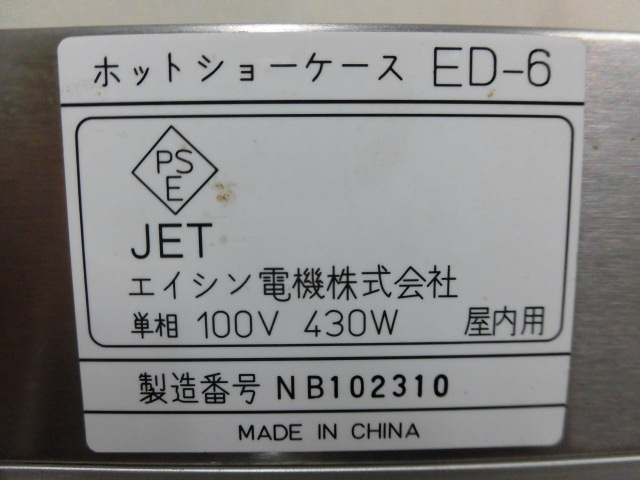 ホットショーケース ED-6
PS
E
JET
エイシン電機株式会社
単相 100V 430W 屋内用
製造番号 NB102310
MADE IN CHINA